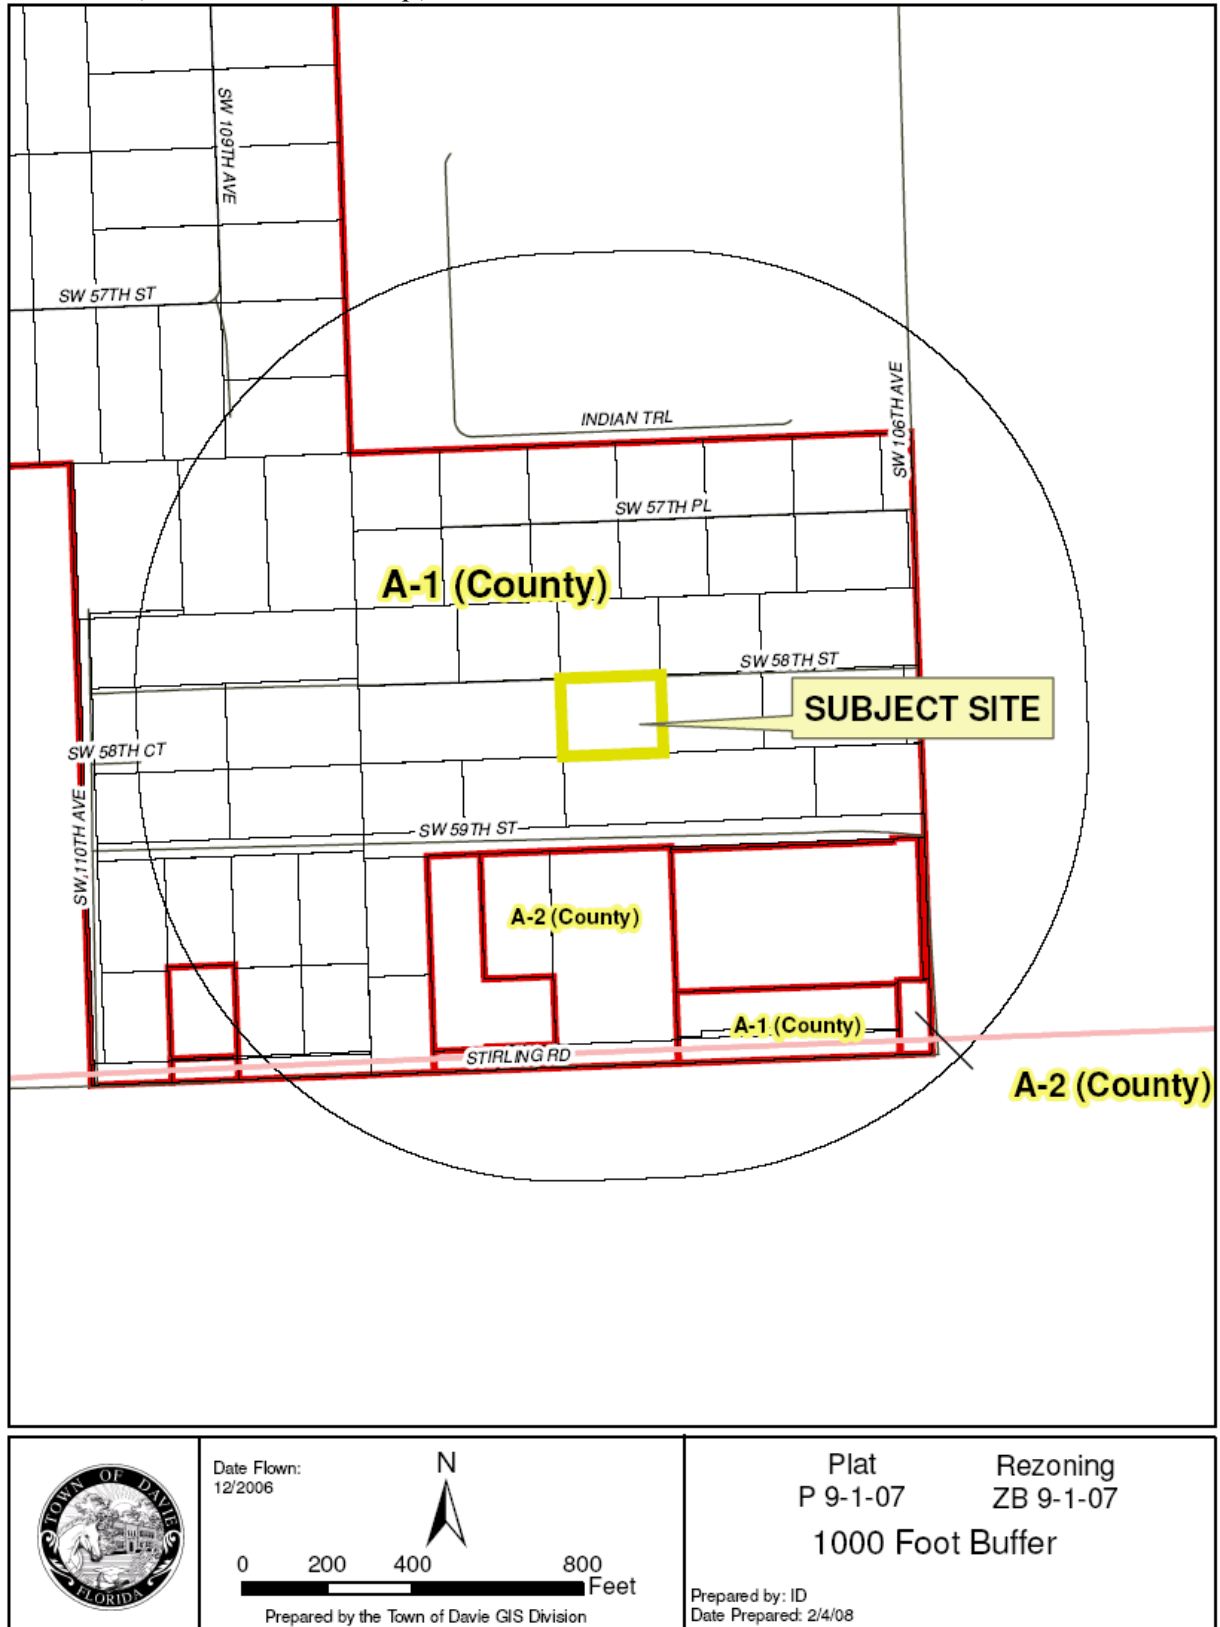 SW 109TH AVE
SW 57TH ST
INDIAN TRL
SW 106TH AVE
SW 57TH PL
A-1 (County)
SW 58TH ST
SUBJECT SITE
SW 58TH CT
SW 110TH AVE
SW 59TH ST
A-2 (County)
A-1 (County)
STIRLING RD
A-2 (County)
TOWN OF DAVIE
FLORIDA
Date Flown:
12/2006
N
0 200 400 800
Feet
Prepared by the Town of Davie GIS Division
Plat Rezoning
P 9-1-07 ZB 9-1-07
1000 Foot Buffer
Prepared by: ID
Date Prepared: 2/4/08